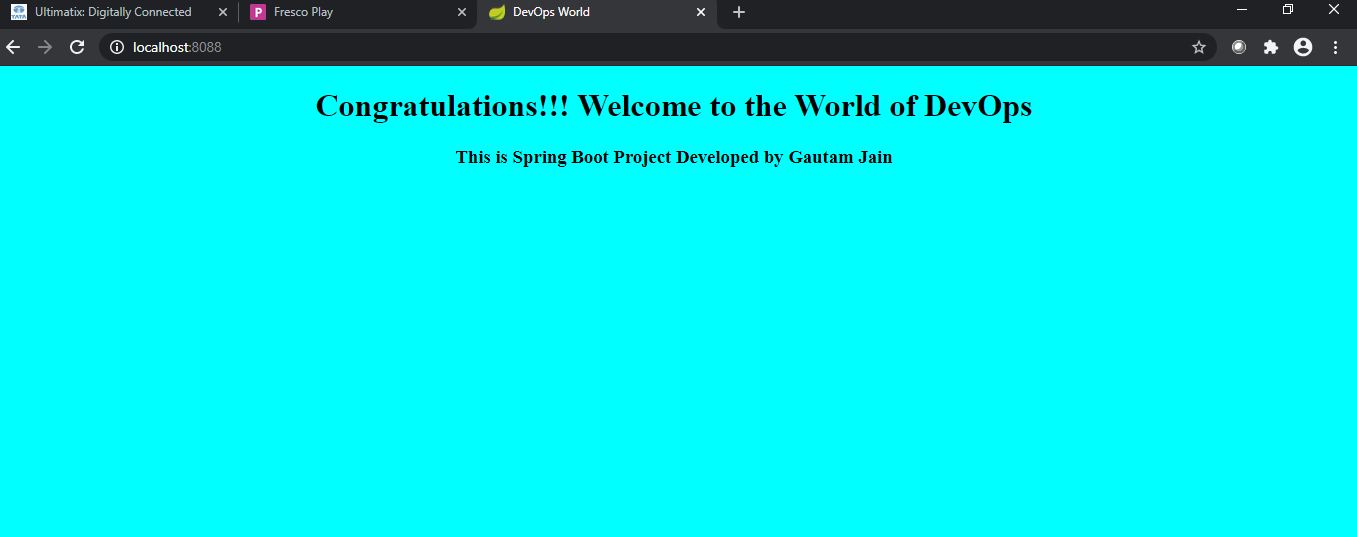 Ultimatix: Digitally Connected
Fresco Play
DevOps World
localhost:8088
Congratulations!!! Welcome to the World of DevOps
This is Spring Boot Project Developed by Gautam Jain